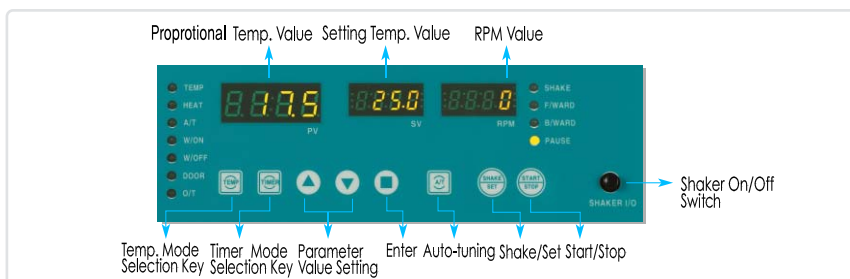 Proprotional Temp. Value Setting Temp. Value RPM Value
TEMP
HEAT
A/T
W/ON
W/OFF
DOOR
O/T
17.5
PV
25.0
SV
0
RPM
SHAKE
F/WARD
B/WARD
PAUSE
TEMP
TIMER
A/T
SHAKE
SET
START
STOP
SHAKER I/O
Shaker On/Off
Switch
Temp. Mode
Selection Key
Timer Mode
Selection Key
Parameter
Value Setting
Enter
Auto-tuning
Shake/Set
Start/Stop